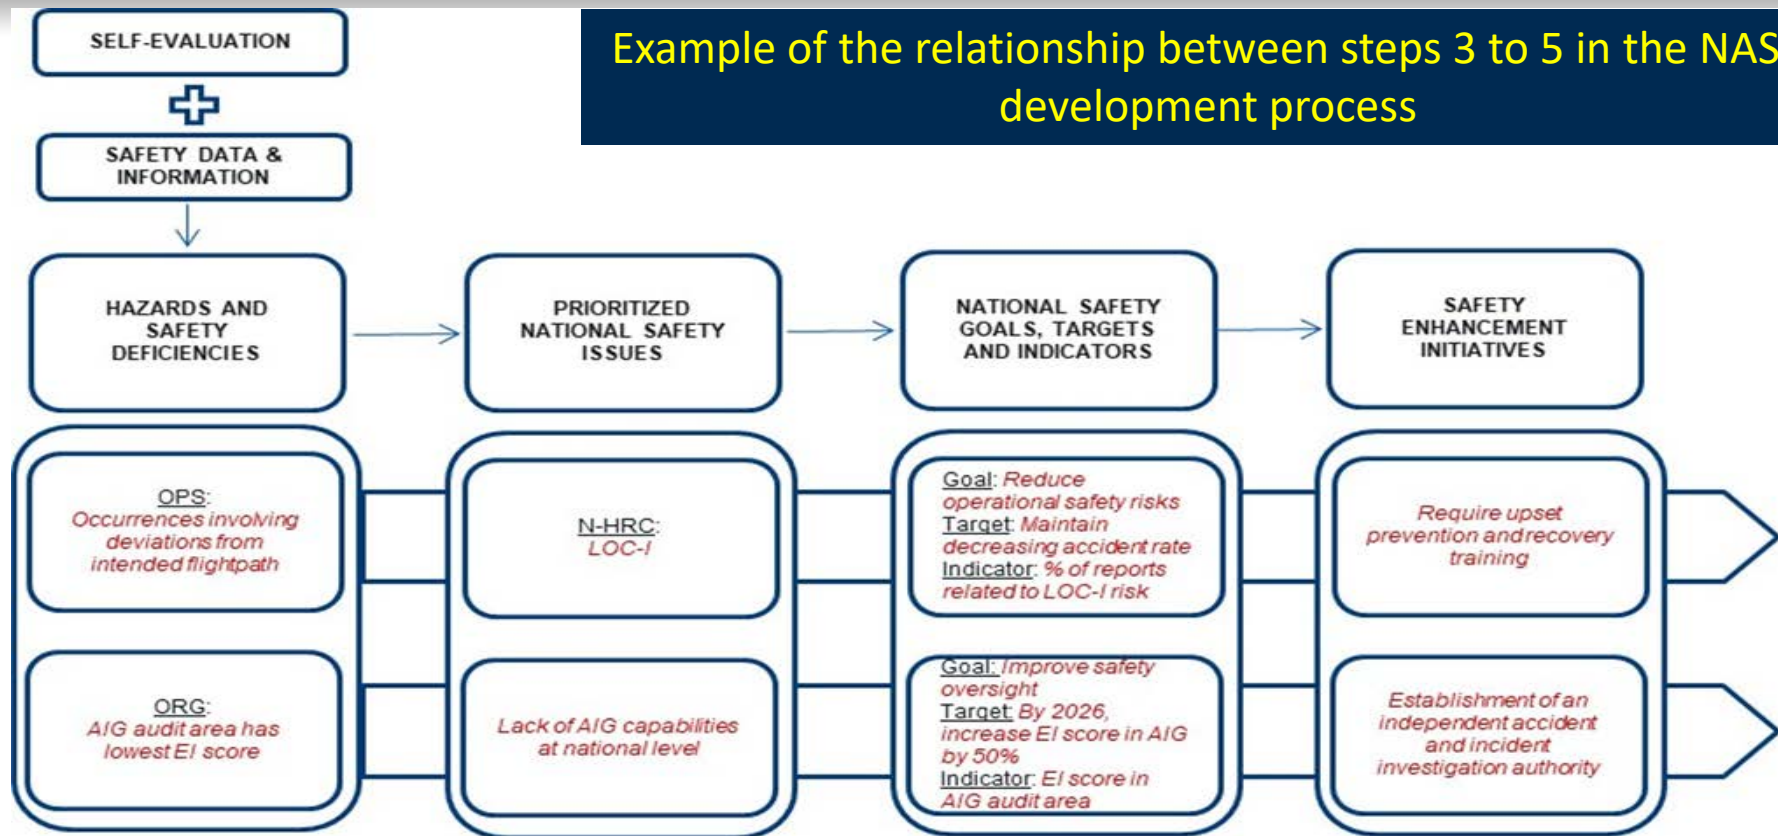 SELF-EVALUATION
Example of the relationship between steps 3 to 5 in the NAS
development process
SAFETY DATA &
INFORMATION
HAZARDS AND
SAFETY
DEFICIENCIES
PRIORITIZED
NATIONAL SAFETY
ISSUES
NATIONAL SAFETY
GOALS, TARGETS
AND INDICATORS
SAFETY
ENHANCEMENT
INITIATIVES
OPS:
Occurrences involving
deviations from
intended flightpath
N-HRC:
LOC-I
Goal: Reduce
operational safety risks
Target: Maintain
decreasing accident rate
Indicator: % of reports
related to LOC-I risk
Require upset
prevention and recovery
training
ORG:
AIG audit area has
lowest EI score
Lack of AIG capabilities
at national level
Goal: Improve safety
oversight
Target: By 2026,
increase EI score in AIG
by 50%
Indicator: EI score in
AIG audit area
Establishment of an
independent accident
and incident
investigation authority